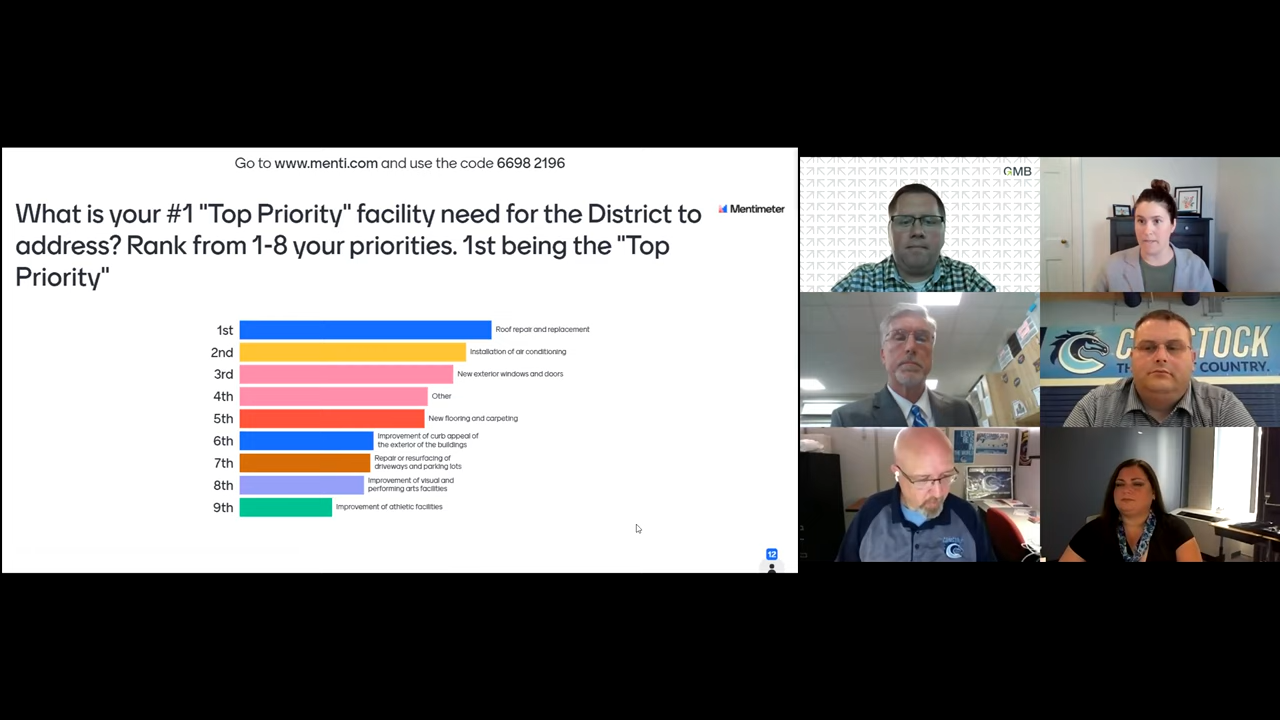 Go to www.menti.com and use the code 6698 2196
What is your #1 "Top Priority" facility need for the District to
address? Rank from 1-8 your priorities. 1st being the "Top
Priority"
Mentimeter
1st Roof repair and replacement
2nd Installation of air conditioning
3rd New exterior windows and doors
4th Other
5th New flooring and carpeting
6th Improvement of curb appeal of
the exterior of the buildings
7th Repair or resurfacing of
driveways and parking lots
8th Improvement of visual and
performing arts facilities
9th Improvement of athletic facilities
12
GMB
COUNTRY.